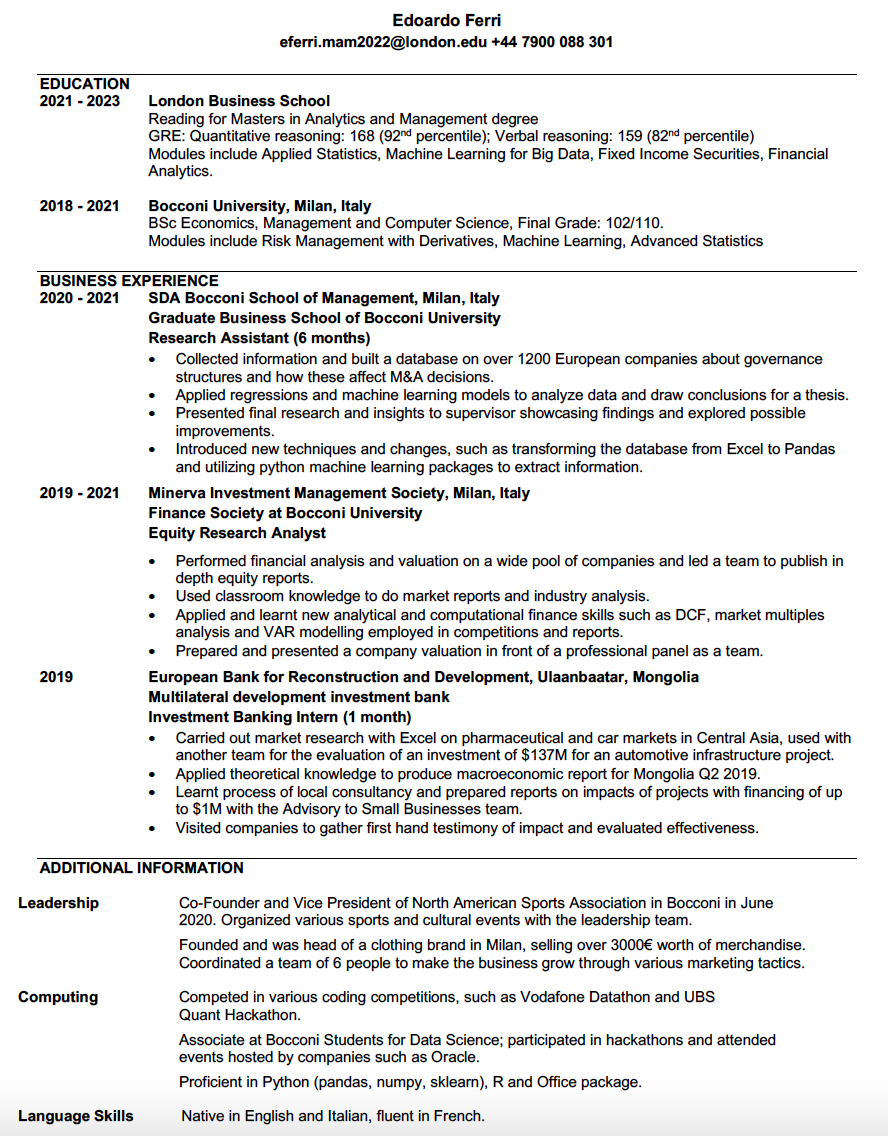 Edoardo Ferri
eferri.mam2022@london.edu +44 7900 088 301
EDUCATION
2021 - 2023 London Business School
Reading for Masters in Analytics and Management degree
GRE: Quantitative reasoning: 168 (92nd percentile); Verbal reasoning: 159 (82nd percentile)
Modules include Applied Statistics, Machine Learning for Big Data, Fixed Income Securities, Financial
Analytics.
2018 - 2021 Bocconi University, Milan, Italy
BSc Economics, Management and Computer Science, Final Grade: 102/110.
Modules include Risk Management with Derivatives, Machine Learning, Advanced Statistics
BUSINESS EXPERIENCE
2020 - 2021 SDA Bocconi School of Management, Milan, Italy
Graduate Business School of Bocconi University
Research Assistant (6 months)
• Collected information and built a database on over 1200 European companies about governance
structures and how these affect M&A decisions.
• Applied regressions and machine learning models to analyze data and draw conclusions for a thesis.
• Presented final research and insights to supervisor showcasing findings and explored possible
improvements.
• Introduced new techniques and changes, such as transforming the database from Excel to Pandas
and utilizing python machine learning packages to extract information.
2019 - 2021 Minerva Investment Management Society, Milan, Italy
Finance Society at Bocconi University
Equity Research Analyst
• Performed financial analysis and valuation on a wide pool of companies and led a team to publish in
depth equity reports.
• Used classroom knowledge to do market reports and industry analysis.
• Applied and learnt new analytical and computational finance skills such as DCF, market multiples
analysis and VAR modelling employed in competitions and reports.
• Prepared and presented a company valuation in front of a professional panel as a team.
2019 European Bank for Reconstruction and Development, Ulaanbaatar, Mongolia
Multilateral development investment bank
Investment Banking Intern (1 month)
• Carried out market research with Excel on pharmaceutical and car markets in Central Asia, used with
another team for the evaluation of an investment of $137M for an automotive infrastructure project.
• Applied theoretical knowledge to produce macroeconomic report for Mongolia Q2 2019.
• Learnt process of local consultancy and prepared reports on impacts of projects with financing of up
to $1M with the Advisory to Small Businesses team.
• Visited companies to gather first hand testimony of impact and evaluated effectiveness.
ADDITIONAL INFORMATION
Leadership Co-Founder and Vice President of North American Sports Association in Bocconi in June
2020. Organized various sports and cultural events with the leadership team.
Founded and was head of a clothing brand in Milan, selling over 3000€ worth of merchandise.
Coordinated a team of 6 people to make the business grow through various marketing tactics.
Computing Competed in various coding competitions, such as Vodafone Datathon and UBS
Quant Hackathon.
Associate at Bocconi Students for Data Science; participated in hackathons and attended
events hosted by companies such as Oracle.
Proficient in Python (pandas, numpy, sklearn), R and Office package.
Language Skills Native in English and Italian, fluent in French.